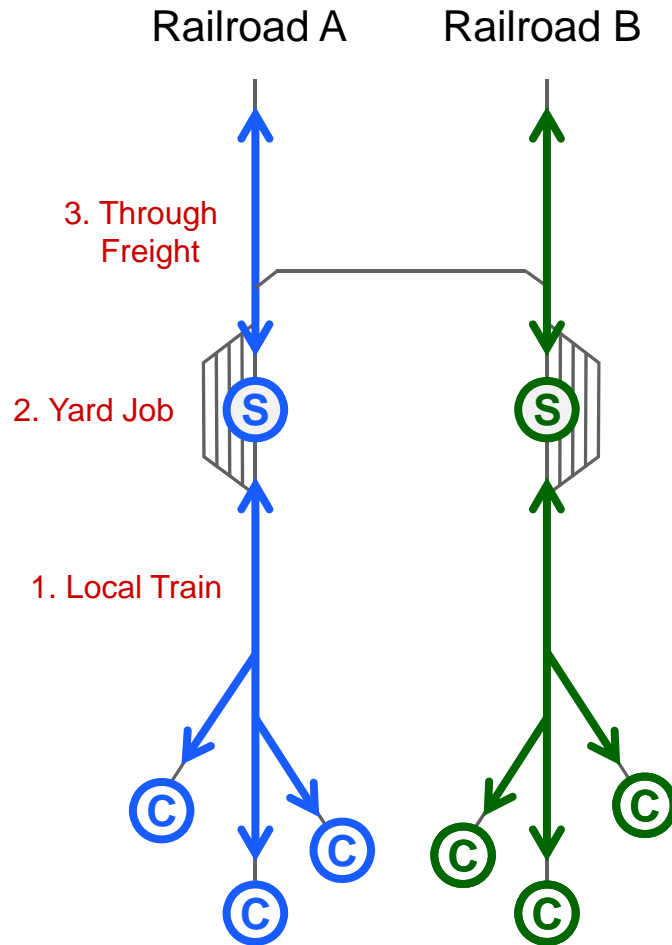 Railroad A
Railroad B
3. Through
Freight
2. Yard Job
S
S
1. Local Train
C
C
C
C
C
C